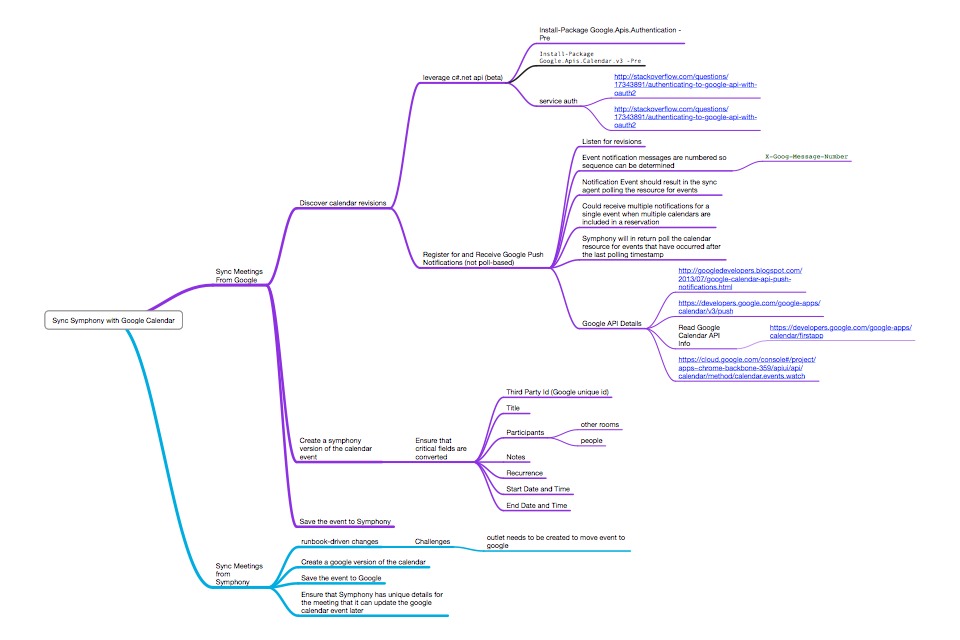 Install-Package Google.Apis.Authentication -
Pre
Install-Package
Google.Apis.Calendar.v3 -Pre
leverage c#.net api (beta)
http://stackoverflow.com/questions/
17343891/authenticating-to-google-api-with-
oauth2
service auth
http://stackoverflow.com/questions/
17343891/authenticating-to-google-api-with-
oauth2
Listen for revisions
Event notification messages are numbered so
sequence can be determined
X-Goog-Message-Number
Notification Event should result in the sync
agent polling the resource for events
Discover calendar revisions
Could receive multiple notifications for a
single event when multiple calendars are
included in a reservation
Symphony will in return poll the calendar
resource for events that have occurred after
the last polling timestamp
Register for and Receive Google Push
Notifications (not poll-based)
Sync Meetings
From Google
http://googledevelopers.blogspot.com/
2013/07/google-calendar-api-push-
notifications.html
https://developers.google.com/google-apps/
calendar/v3/push
Google API Details
Read Google
Calendar API
Info
https://developers.google.com/google-apps/
calendar/firstapp
https://cloud.google.com/console#/project/
apps~chrome-backbone-359/apiui/api/
calendar/method/calendar.events.watch
Sync Symphony with Google Calendar
Third Party Id (Google unique id)
Title
Participants
other rooms
people
Create a symphony
version of the calendar
event
Ensure that
critical fields are
converted
Notes
Recurrence
Start Date and Time
End Date and Time
Save the event to Symphony
runbook-driven changes
Challenges
outlet needs to be created to move event to
google
Sync Meetings
from
Symphony
Create a google version of the calendar
Save the event to Google
Ensure that Symphony has unique details for
the meeting that it can update the google
calendar event later